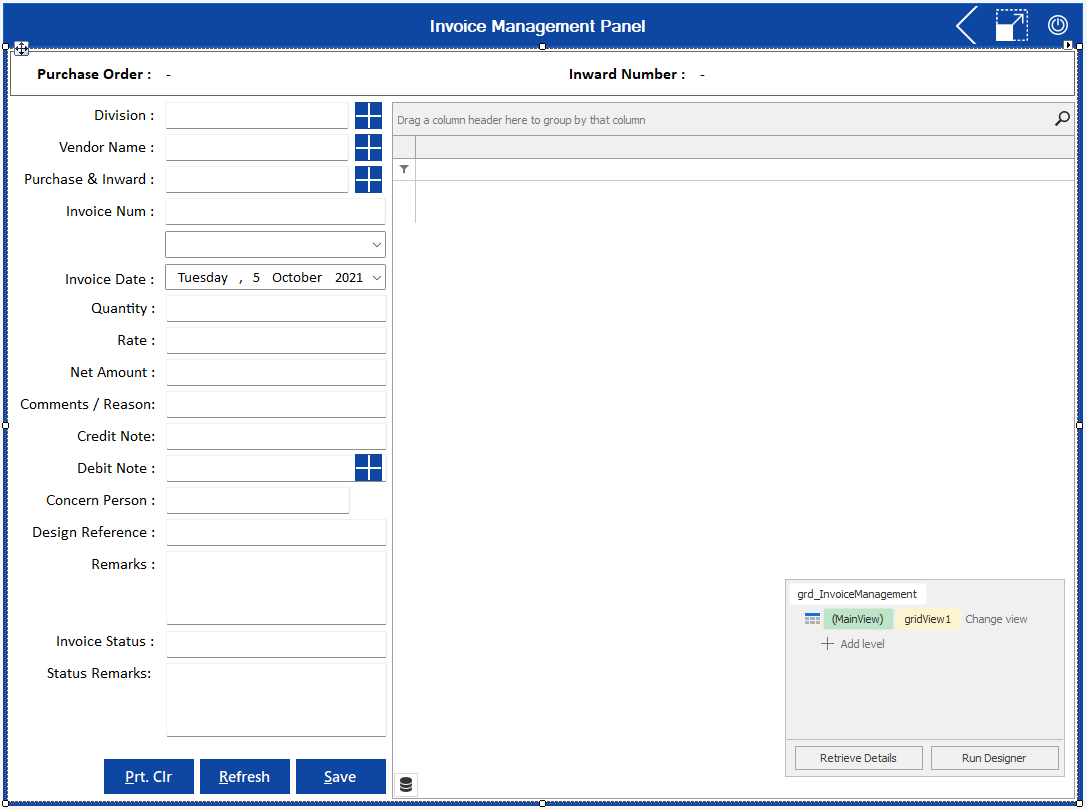 Invoice Management Panel
Purchase Order : - Inward Number : -
Division :
Drag a column header here to group by that column
Vendor Name :
Purchase & Inward :
Invoice Num :
Invoice Date : Tuesday , 5 October 2021
Quantity :
Rate :
Net Amount :
Comments / Reason:
Credit Note:
Debit Note :
Concern Person :
Design Reference :
Remarks :
Invoice Status :
Status Remarks:
Prt. Clr Refresh Save
grd_InvoiceManagement
(MainView) gridView1 Change view
Add level
Retrieve Details Run Designer